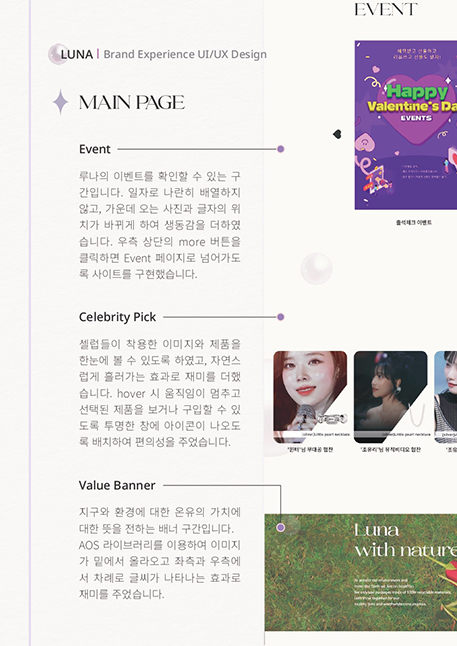 LUNA | Brand Experience UI/UX Design
MAIN PAGE
Event
루나의 이벤트를 확인할 수 있는 구
간입니다. 일자로 나란히 배열하지
않고, 가운데 오는 사진과 글자의 위
치가 바뀌게 하여 생동감을 더하였
습니다. 우측 상단의 more 버튼을
클릭하면 Event 페이지로 넘어가도
록 사이트를 구현했습니다.
Celebrity Pick
셀럽들이 착용한 이미지와 제품을
한눈에 볼 수 있도록 하였고, 자연스
럽게 흘러가는 효과로 재미를 더했
습니다. hover 시 움직임이 멈추고
선택된 제품을 보거나 구입할 수 있
도록 투명한 창에 아이콘이 나오도
록 배치하여 편의성을 주었습니다.
Value Banner
지구와 환경에 대한 온유의 가치에
대한 뜻을 전하는 배너 구간입니다.
AOS 라이브러리를 이용하여 이미지
가 밑에서 올라오고 좌측과 우측에
서 차례로 글씨가 나타나는 효과로
재미를 주었습니다.
EVENT
Happy
Valentine's Da
EVENTS
출석체크 이벤트
'윈터'님 무대공 협찬
'조유리'님 뮤직비디오 협찬
Luna
with nature